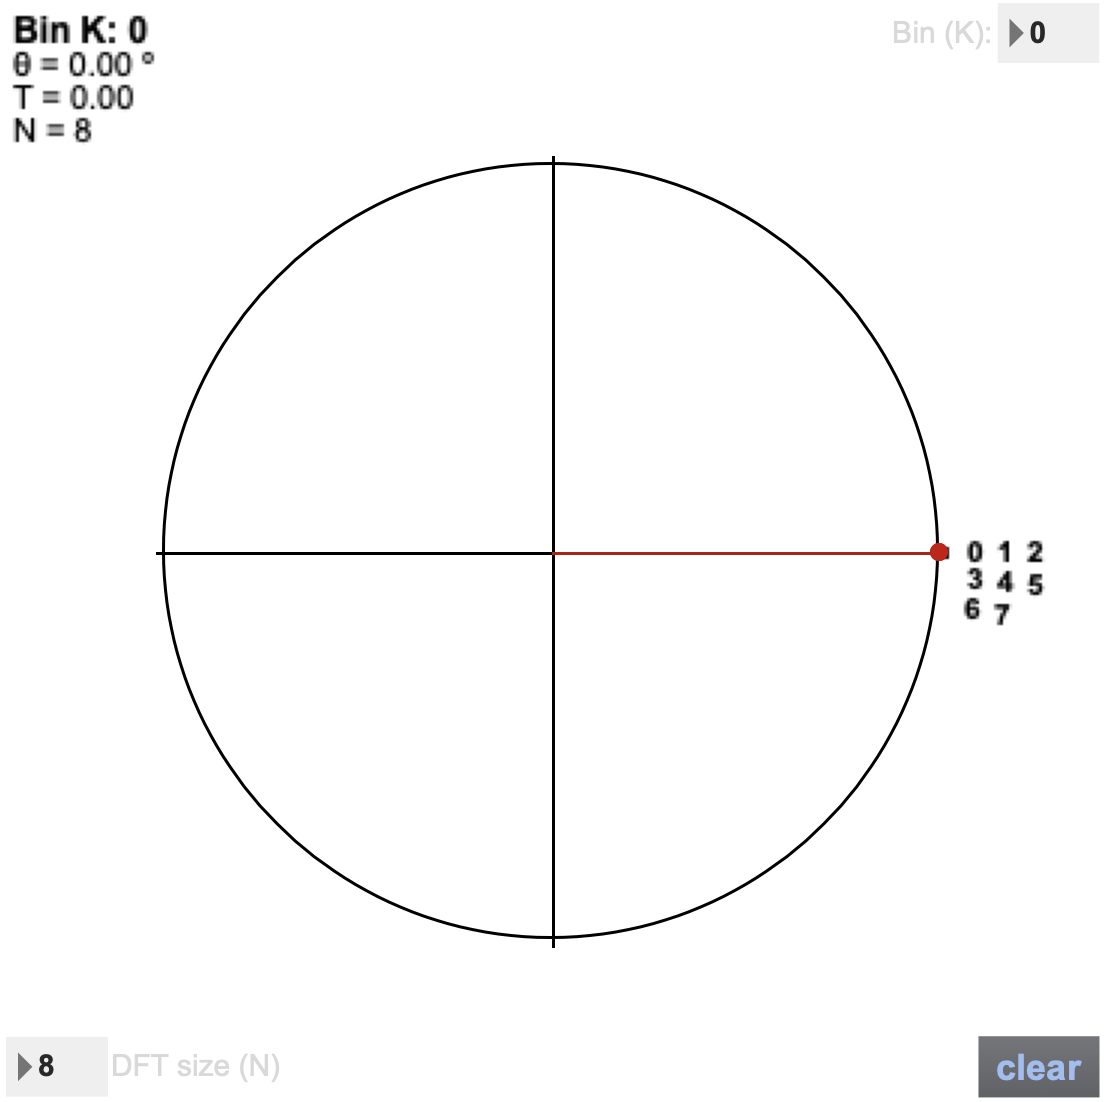 Bin K: 0
θ = 0.00 °
T = 0.00
N = 8
Bin (K): 0
0 1 2
3 4 5
6 7
8 DFT size (N)
clear